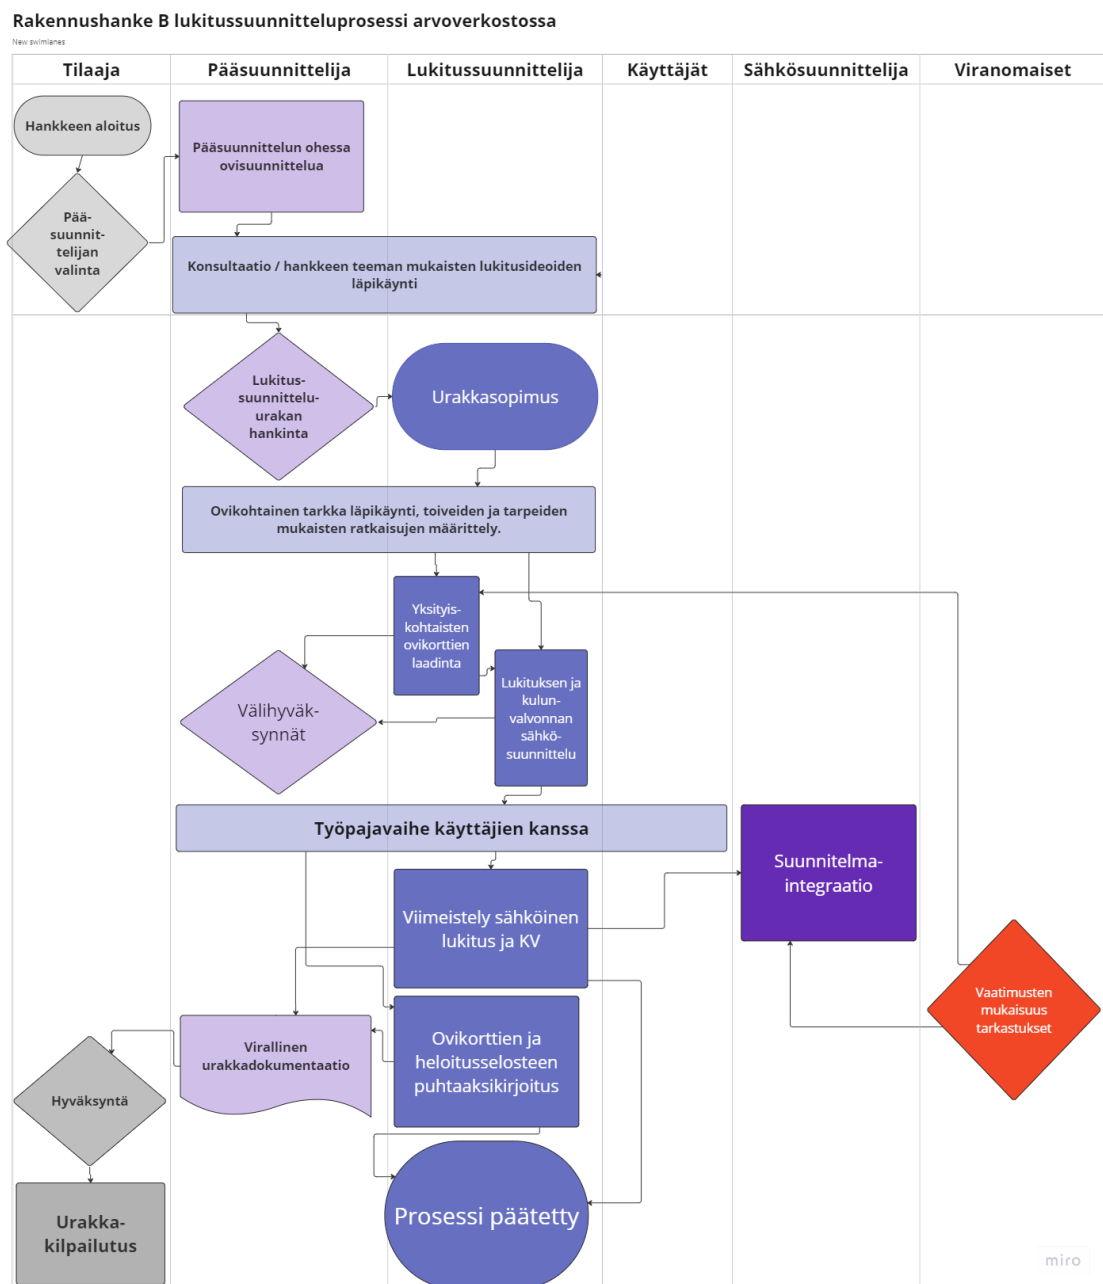 Rakennushanke B lukitussuunnitteluprosessi arvoverkostossa
New swimlanes
Tilaaja
Pääsuunnittelija
Lukitussuunnittelija
Käyttäjät
Sähkösuunnittelija
Viranomaiset
Hankkeen aloitus
Pääsuunnittelun ohessa
ovisuunnittelua
Pää-
suunnit-
telijan
valinta
Konsultaatio / hankkeen teeman mukaisten lukitusideoiden
läpikäynti
Lukitus-
suunnittelu-
urakan
hankinta
Urakkasopimus
Ovikohtainen tarkka läpikäynti, toiveiden ja tarpeiden
mukaisten ratkaisujen määrittely.
Yksityis-
kohtaisten
ovikorttien
laadinta
Lukituksen ja
kulun-
valvonnan
sähkö-
suunnittelu
Välihyväk-
synnät
Työpajavaihe käyttäjien kanssa
Suunnitelma-
integraatio
Viimeistely sähköinen
lukitus ja KV
Vaatimusten
mukaisuus
tarkastukset
Virallinen
urakkadokumentaatio
Ovikorttien ja
heloitusselosteen
puhtaaksikirjoitus
Hyväksyntä
Urakka-
kilpailutus
Prosessi päätetty
miro